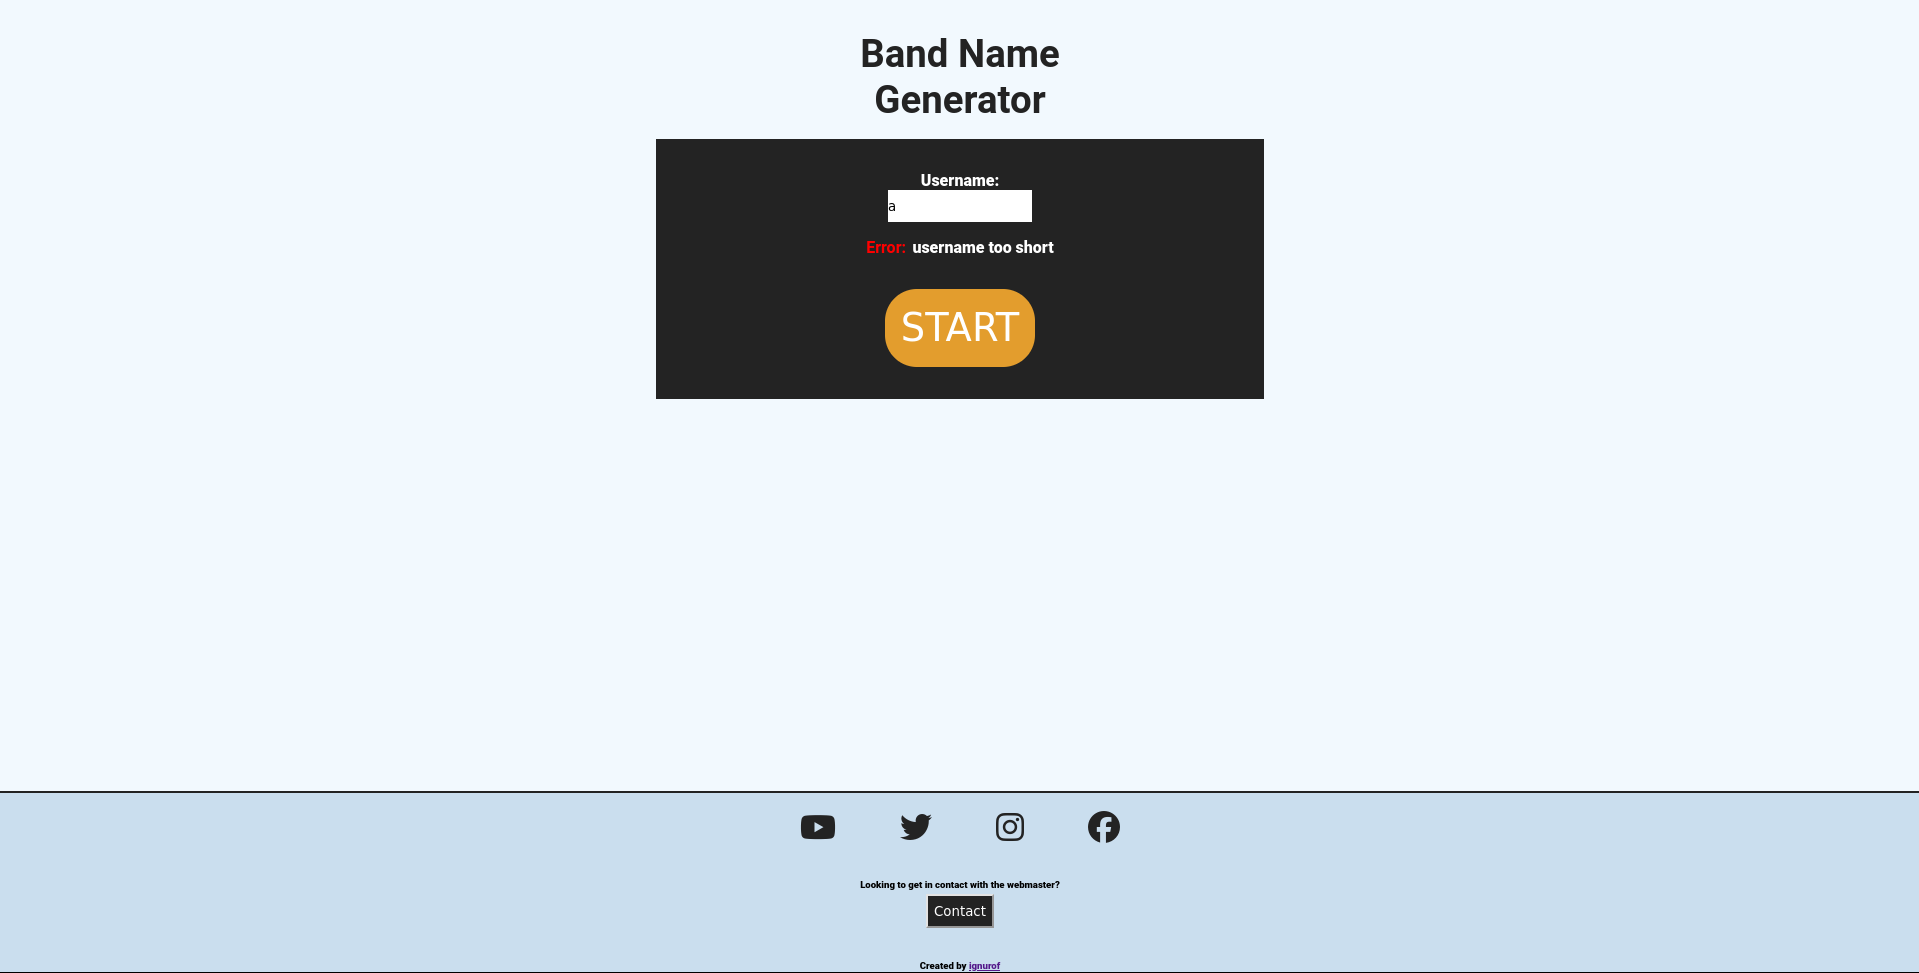 Band Name
Generator
Username:
a
Error: username too short
START
Looking to get in contact with the webmaster?
Contact
Created by ignurof